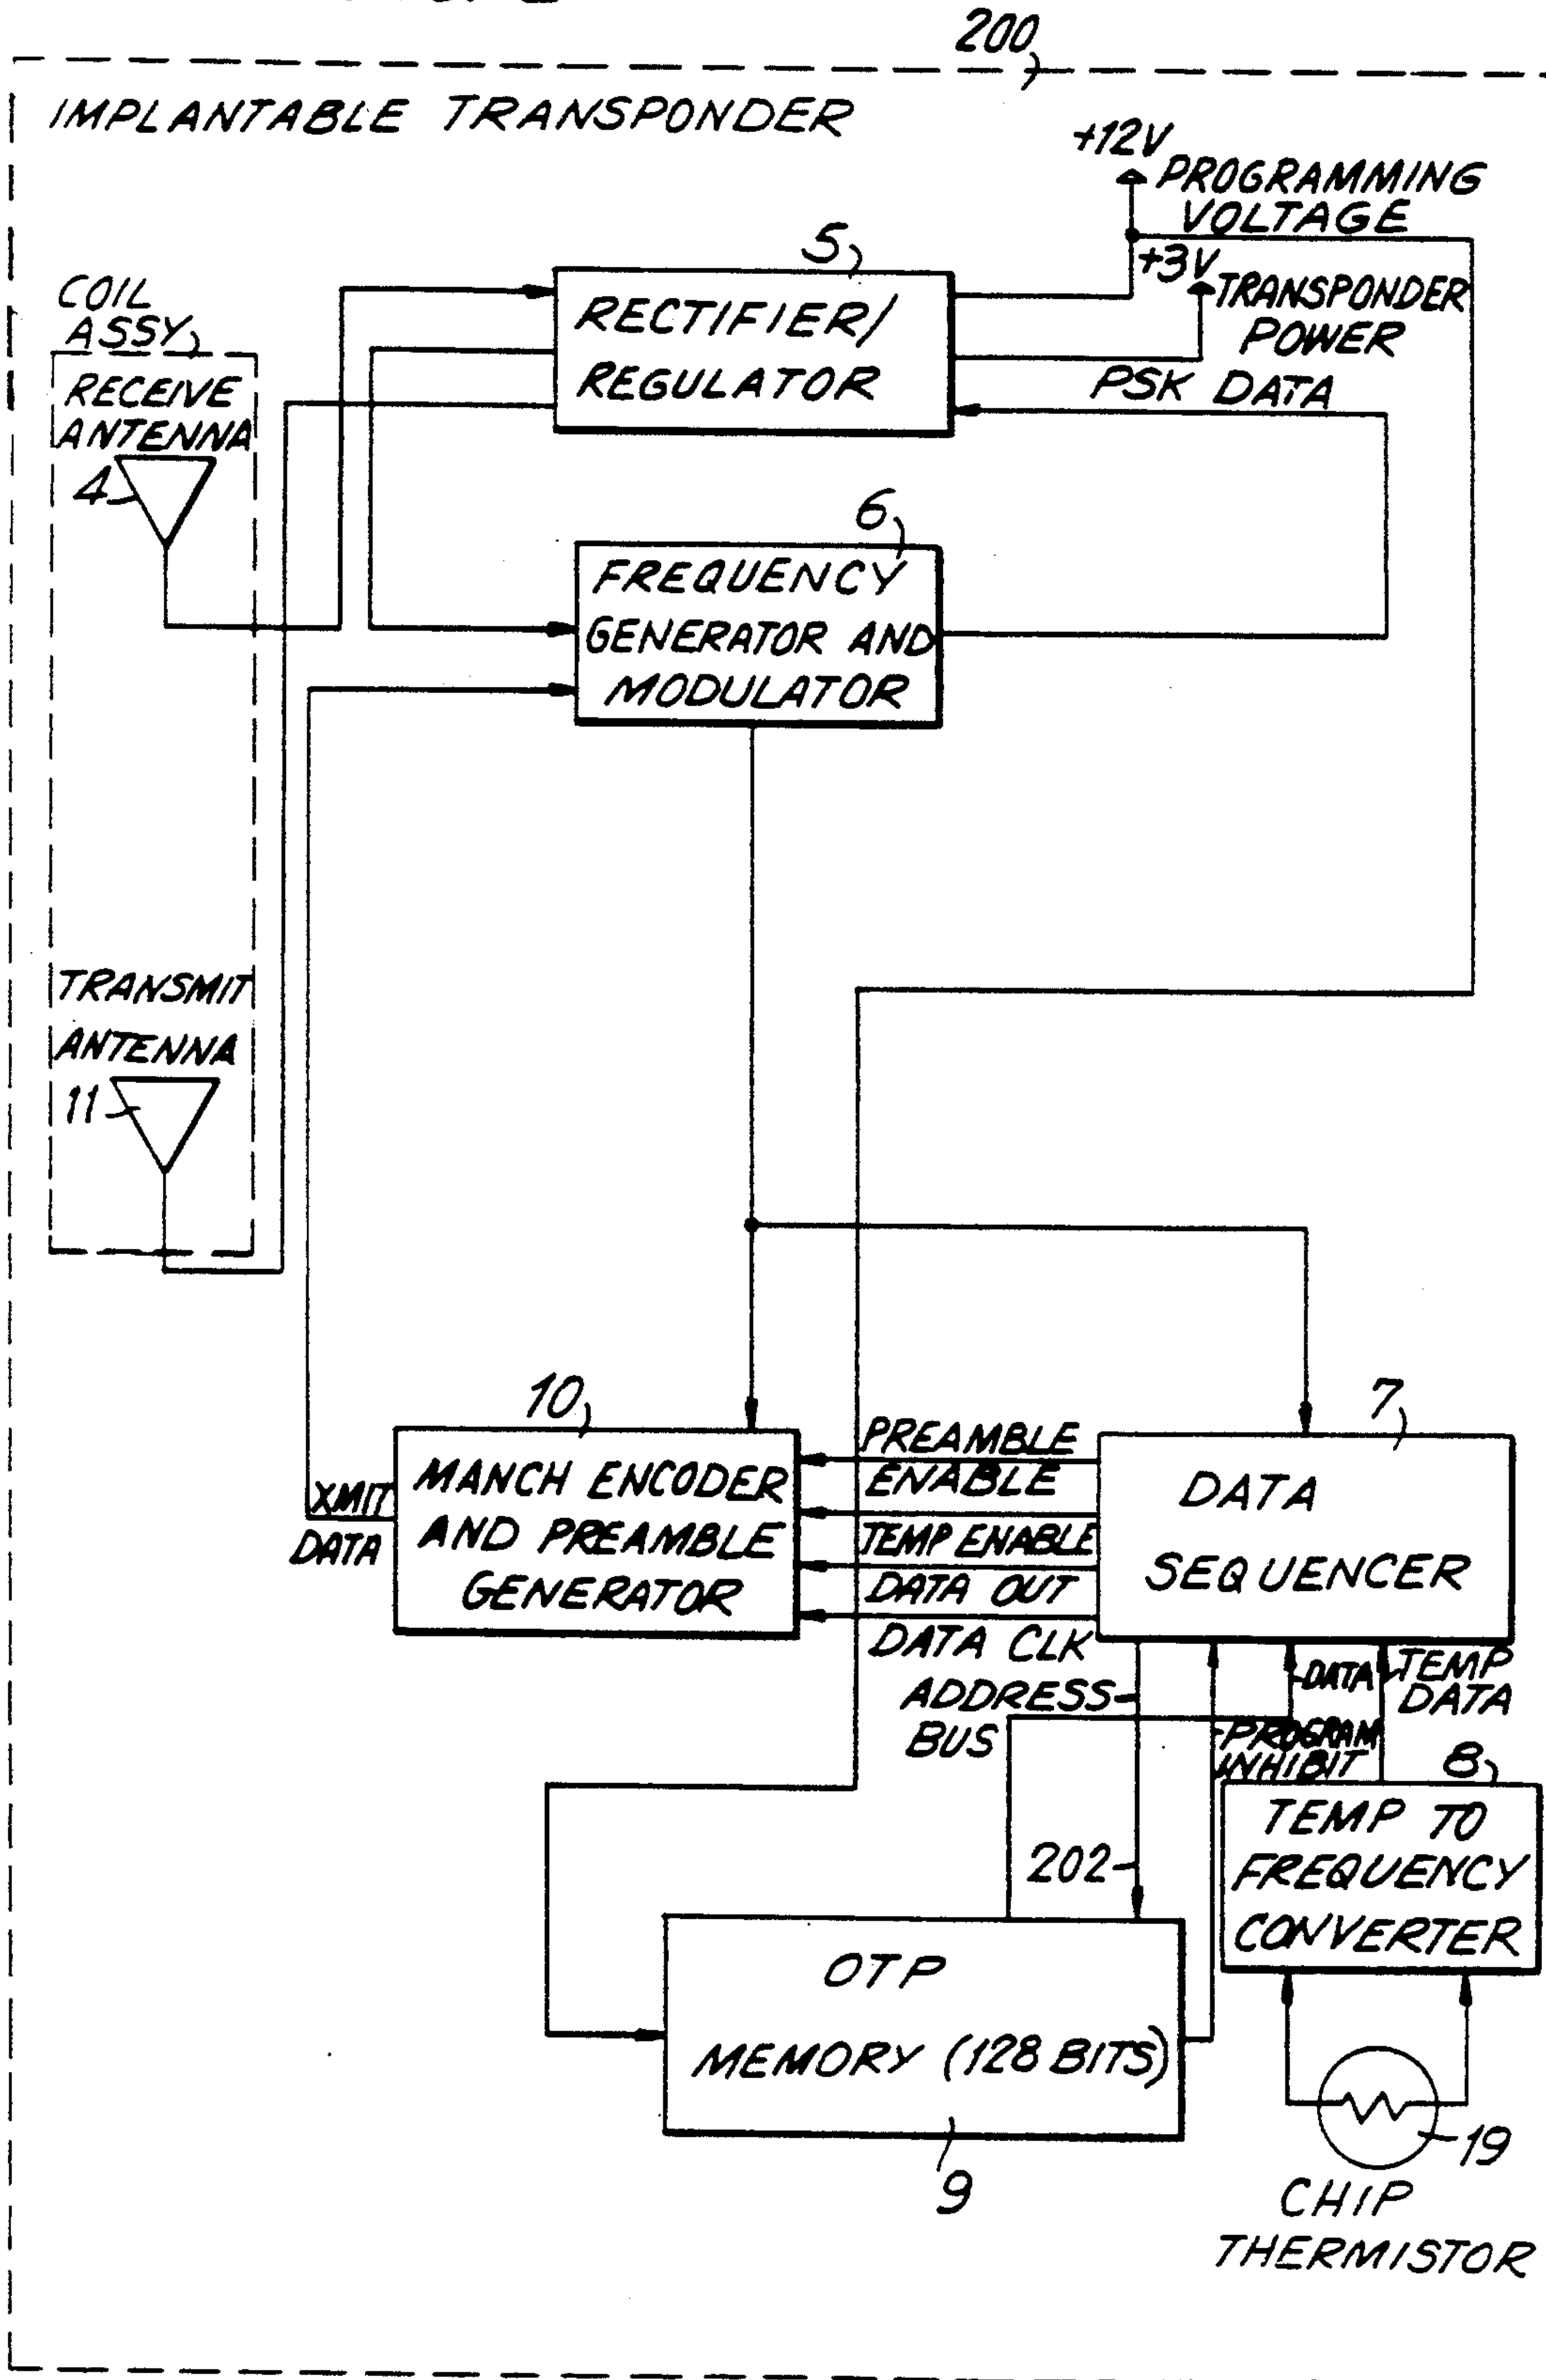 200
IMPLANTABLE TRANSPONDER
+12V
PROGRAMMING
VOLTAGE
+3V
TRANSPONDER
POWER
PSK DATA
5
RECTIFIER/
REGULATOR
COIL
ASSY
RECEIVE
ANTENNA
4
6
FREQUENCY
GENERATOR AND
MODULATOR
TRANSMIT
ANTENNA
11
10
MANCH ENCODER
AND PREAMBLE
GENERATOR
XMIT
DATA
PREAMBLE
ENABLE
TEMP ENABLE
DATA OUT
DATA CLK
7
DATA
SEQUENCER
ADDRESS
BUS
DATA
TEMP
DATA
PROGRAM
INHIBIT
8
TEMP TO
FREQUENCY
CONVERTER
202
OTP
MEMORY (128 BITS)
9
19
CHIP
THERMISTOR